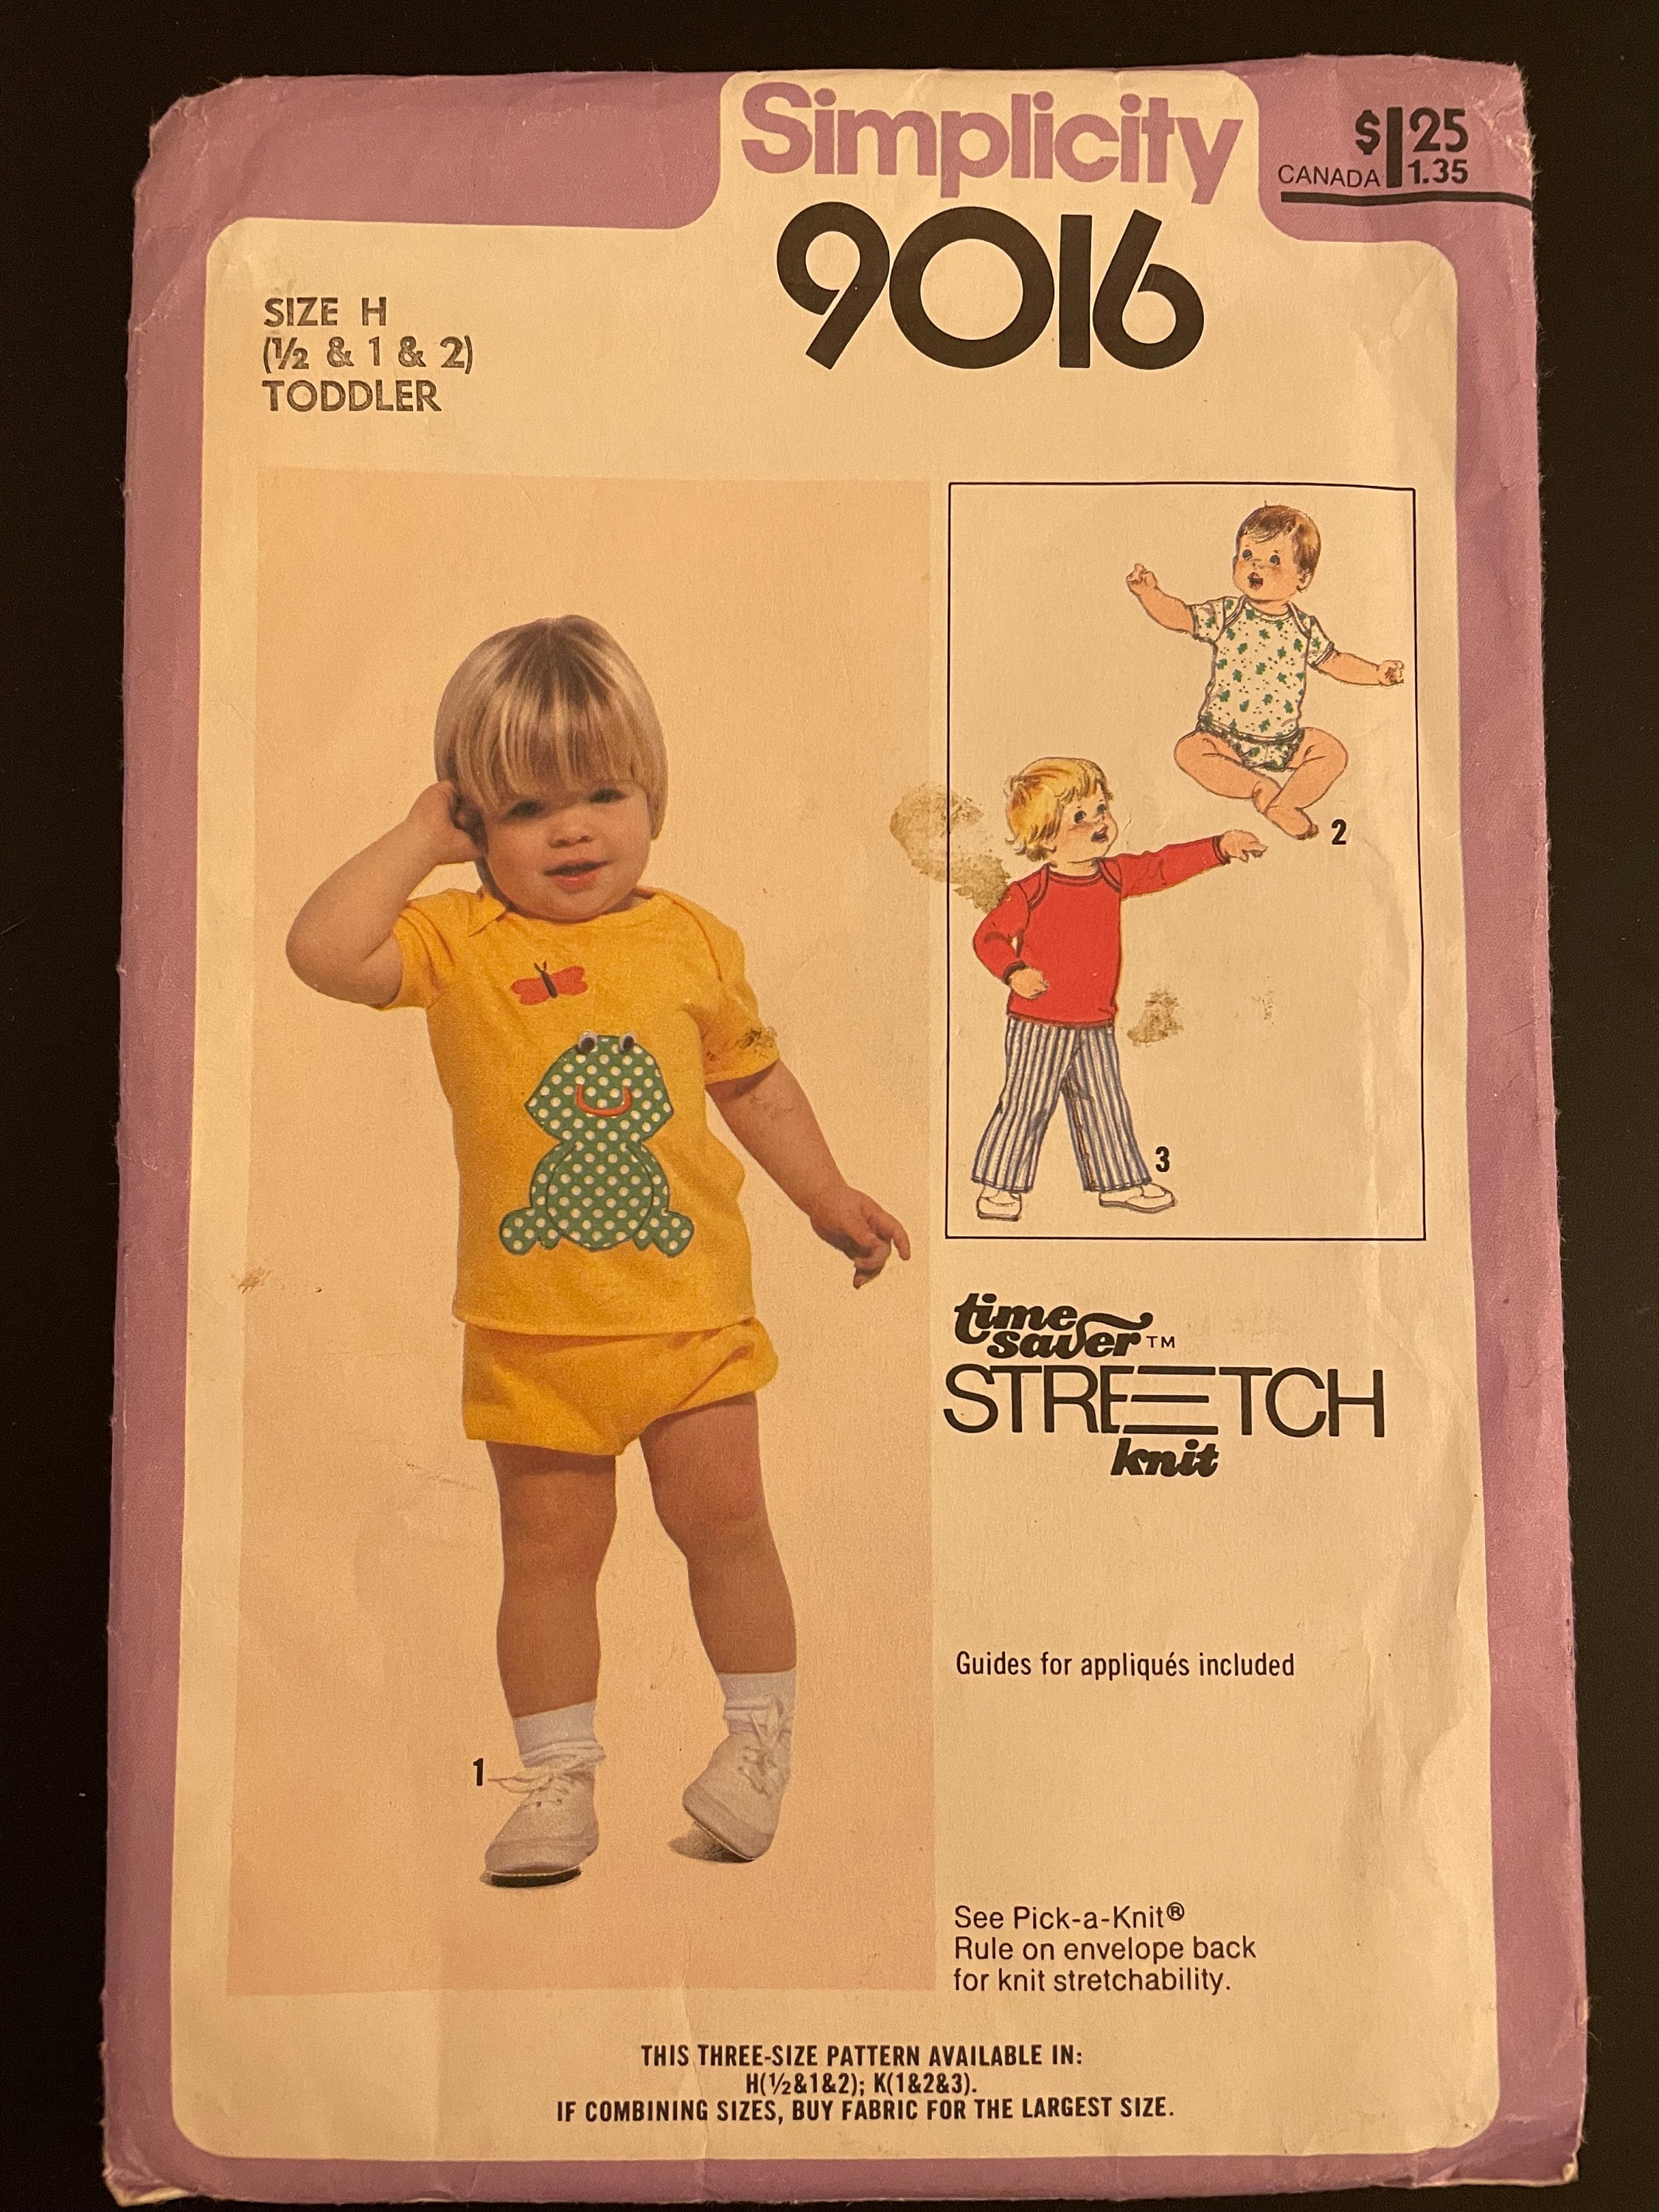 Simplicity
$1.25
CANADA 1.35
9016
SIZE H
(½ & 1 & 2)
TODDLER
2
3
1
time
saver™
STRETCH
knit
Guides for appliqués included
See Pick-a-Knit®
Rule on envelope back
for knit stretchability.
THIS THREE-SIZE PATTERN AVAILABLE IN:
H(½&1&2); K(1&2&3).
IF COMBINING SIZES, BUY FABRIC FOR THE LARGEST SIZE.